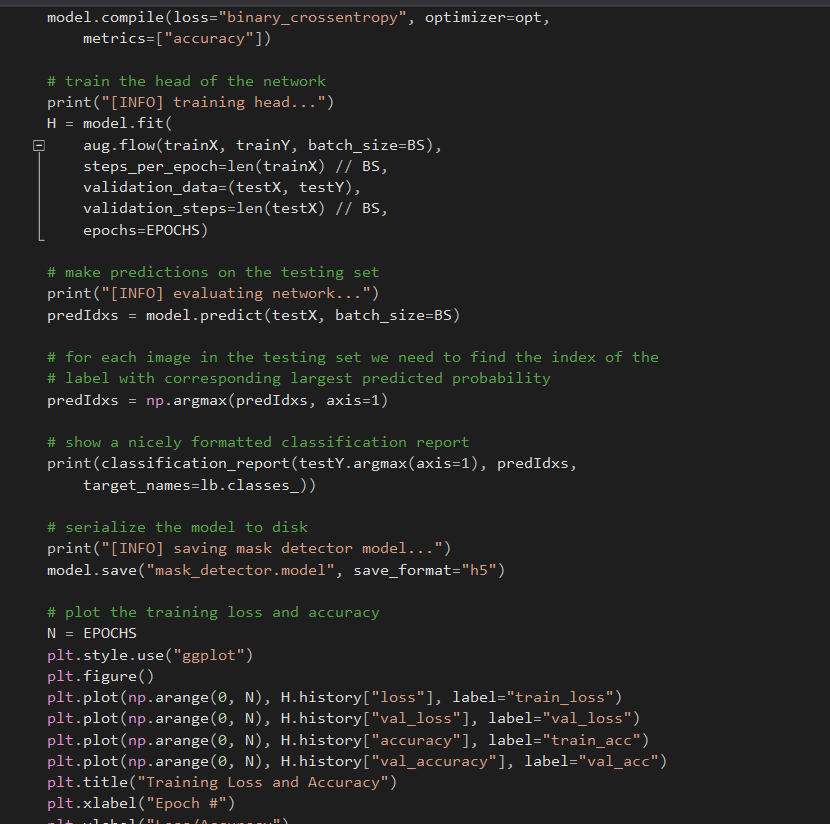 model.compile(loss="binary_crossentropy", optimizer=opt,
    metrics=["accuracy"])
# train the head of the network
print("[INFO] training head...")
H = model.fit(
    aug.flow(trainX, trainY, batch_size=BS),
    steps_per_epoch=len(trainX) // BS,
    validation_data=(testX, testY),
    validation_steps=len(testX) // BS,
    epochs=EPOCHS)
# make predictions on the testing set
print("[INFO] evaluating network...")
predIdxs = model.predict(testX, batch_size=BS)
# for each image in the testing set we need to find the index of the
# label with corresponding largest predicted probability
predIdxs = np.argmax(predIdxs, axis=1)
# show a nicely formatted classification report
print(classification_report(testY.argmax(axis=1), predIdxs,
    target_names=lb.classes_))
# serialize the model to disk
print("[INFO] saving mask detector model...")
model.save("mask_detector.model", save_format="h5")
# plot the training loss and accuracy
N = EPOCHS
plt.style.use("ggplot")
plt.figure()
plt.plot(np.arange(0, N), H.history["loss"], label="train_loss")
plt.plot(np.arange(0, N), H.history["val_loss"], label="val_loss")
plt.plot(np.arange(0, N), H.history["accuracy"], label="train_acc")
plt.plot(np.arange(0, N), H.history["val_accuracy"], label="val_acc")
plt.title("Training Loss and Accuracy")
plt.xlabel("Epoch #")